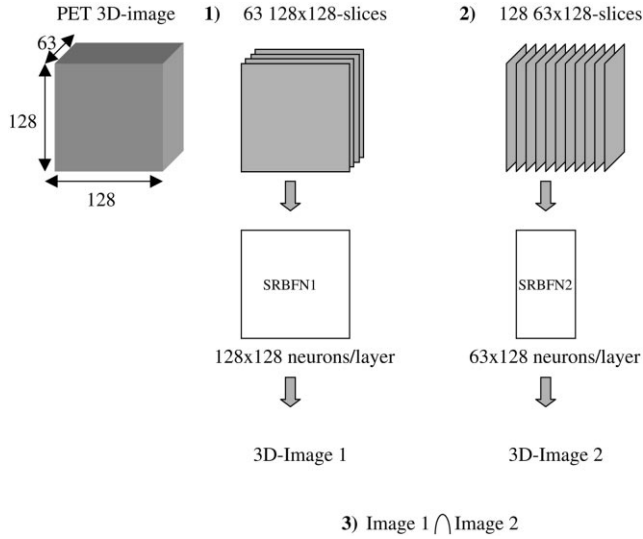 PET 3D-image
1) 63 128x128-slices
2) 128 63x128-slices
63
128
128
SRBFN1
SRBFN2
128x128 neurons/layer
63x128 neurons/layer
3D-Image 1
3D-Image 2
3) Image 1 ⋂ Image 2